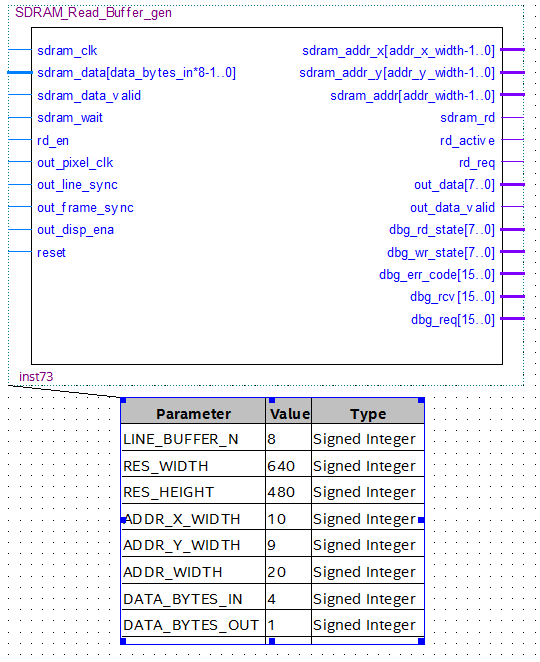 SDRAM_Read_Buffer_gen
sdram_clk
sdram_data[data_bytes_in*8-1..0]
sdram_data_valid
sdram_wait
rd_en
out_pixel_clk
out_line_sync
out_frame_sync
out_disp_ena
reset
sdram_addr_x[addr_x_width-1..0]
sdram_addr_y[addr_y_width-1..0]
sdram_addr[addr_width-1..0]
sdram_rd
rd_active
rd_req
out_data[7..0]
out_data_valid
dbg_rd_state[7..0]
dbg_wr_state[7..0]
dbg_err_code[15..0]
dbg_rcv[15..0]
dbg_req[15..0]
inst73
Parameter Value Type
LINE_BUFFER_N 8 Signed Integer
RES_WIDTH 640 Signed Integer
RES_HEIGHT 480 Signed Integer
ADDR_X_WIDTH 10 Signed Integer
ADDR_Y_WIDTH 9 Signed Integer
ADDR_WIDTH 20 Signed Integer
DATA_BYTES_IN 4 Signed Integer
DATA_BYTES_OUT 1 Signed Integer